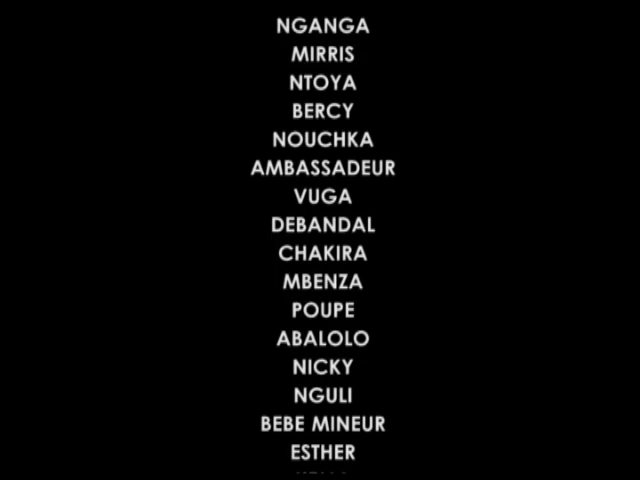 NGANGA
MIRRIS
NTOYA
BERCY
NOUCHKA
AMBASSADEUR
VUGA
DEBANDAL
CHAKIRA
MBENZA
POUPE
ABALOLO
NICKY
NGULI
BEBE MINEUR
ESTHER